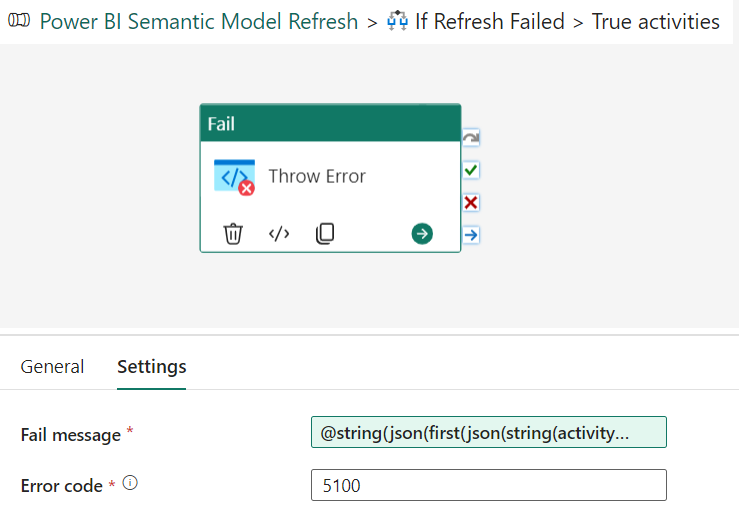 Power BI Semantic Model Refresh > If Refresh Failed > True activities
Fail
</> Throw Error
</>
General Settings
Fail message * @string(json(first(json(string(activity...
Error code * 5100